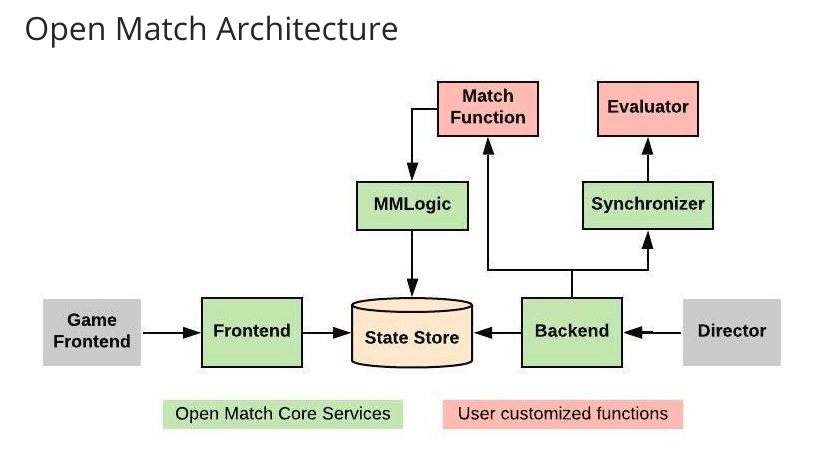 Open Match Architecture
Match
Function
Evaluator
MMLogic
Synchronizer
Game
Frontend
Frontend
State Store
Backend
Director
Open Match Core Services
User customized functions